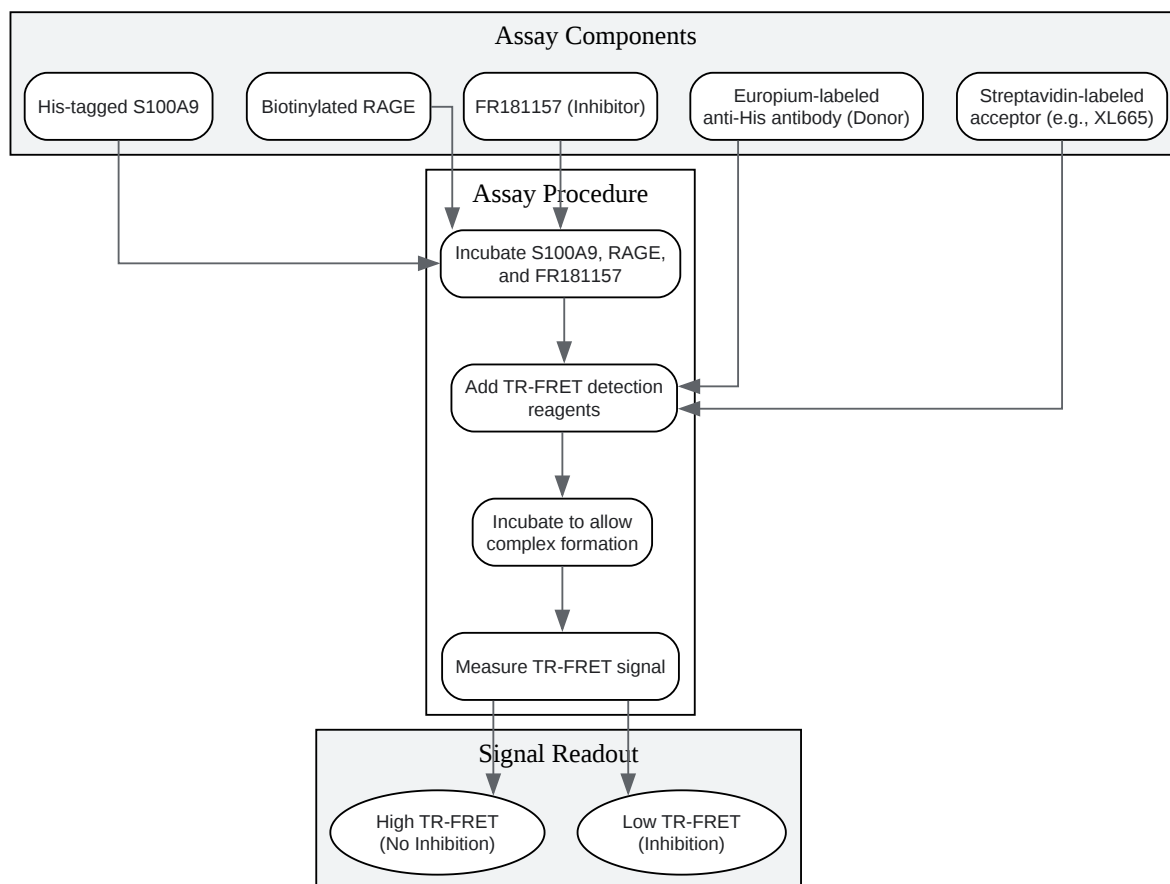 Assay Components
His-tagged S100A9
Biotinylated RAGE
FR181157 (Inhibitor)
Europium-labeled
anti-His antibody (Donor)
Streptavidin-labeled
acceptor (e.g., XL665)
Assay Procedure
Incubate S100A9, RAGE,
and FR181157
Add TR-FRET detection
reagents
Incubate to allow
complex formation
Measure TR-FRET signal
Signal Readout
High TR-FRET
(No Inhibition)
Low TR-FRET
(Inhibition)